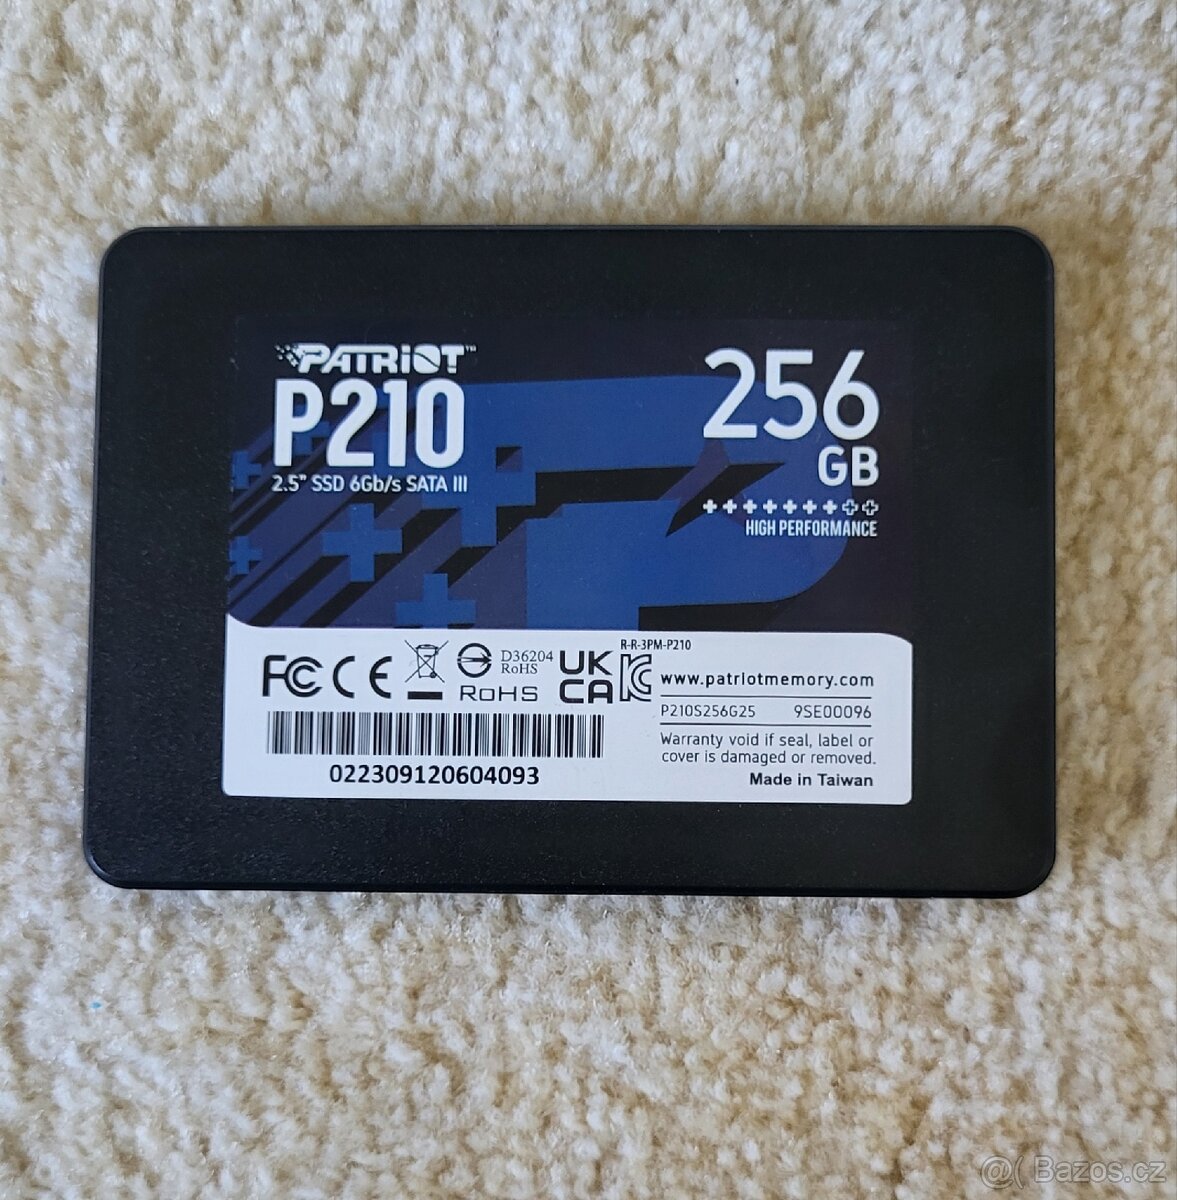 PATRIOT™
P210
2.5" SSD 6Gb/s SATA III
256
GB
HIGH PERFORMANCE
FC CE
D36204
RoHS
RoHS
UK
CA
R-R-3PM-P210
www.patriotmemory.com
P210S256G25 9SE00096
Warranty void if seal, label or
cover is damaged or removed.
Made in Taiwan
022309120604093
@( Bazos.cz